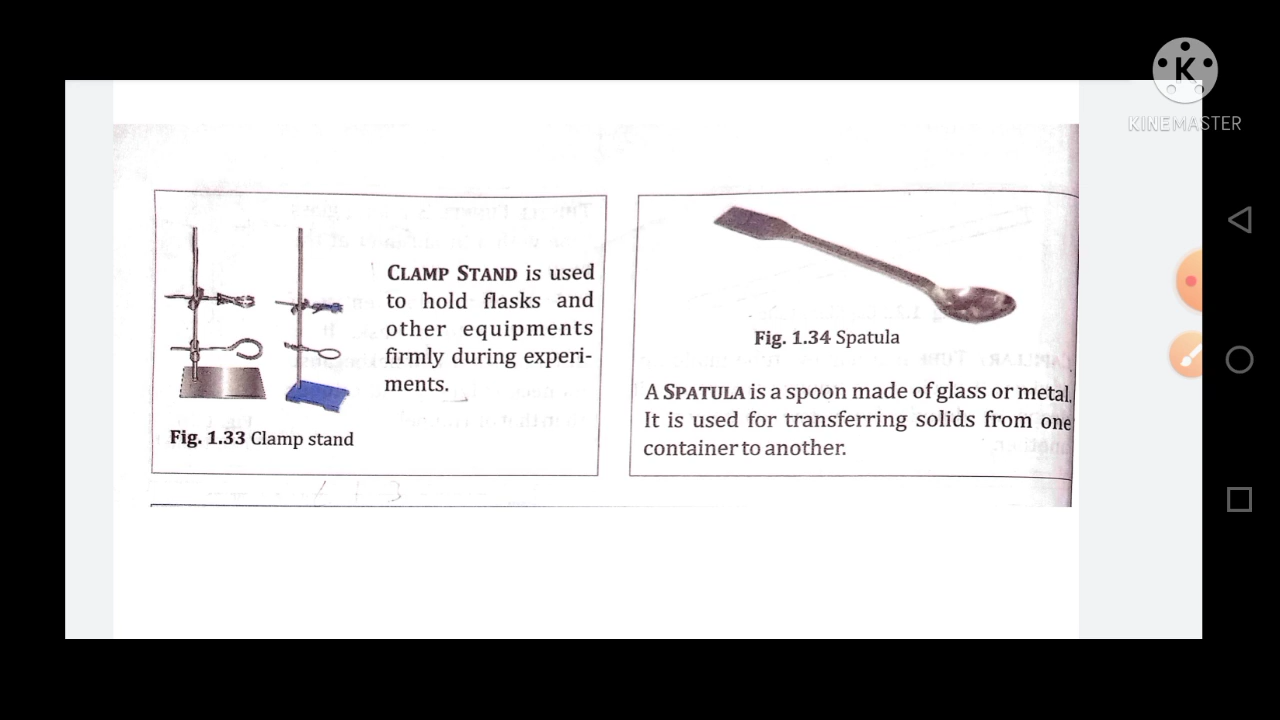 K
KINEMASTER
CLAMP STAND is used
to hold flasks and
other equipments
firmly during experi-
ments.
Fig. 1.33 Clamp stand
Fig. 1.34 Spatula
A SPATULA is a spoon made of glass or metal.
It is used for transferring solids from one
container to another.